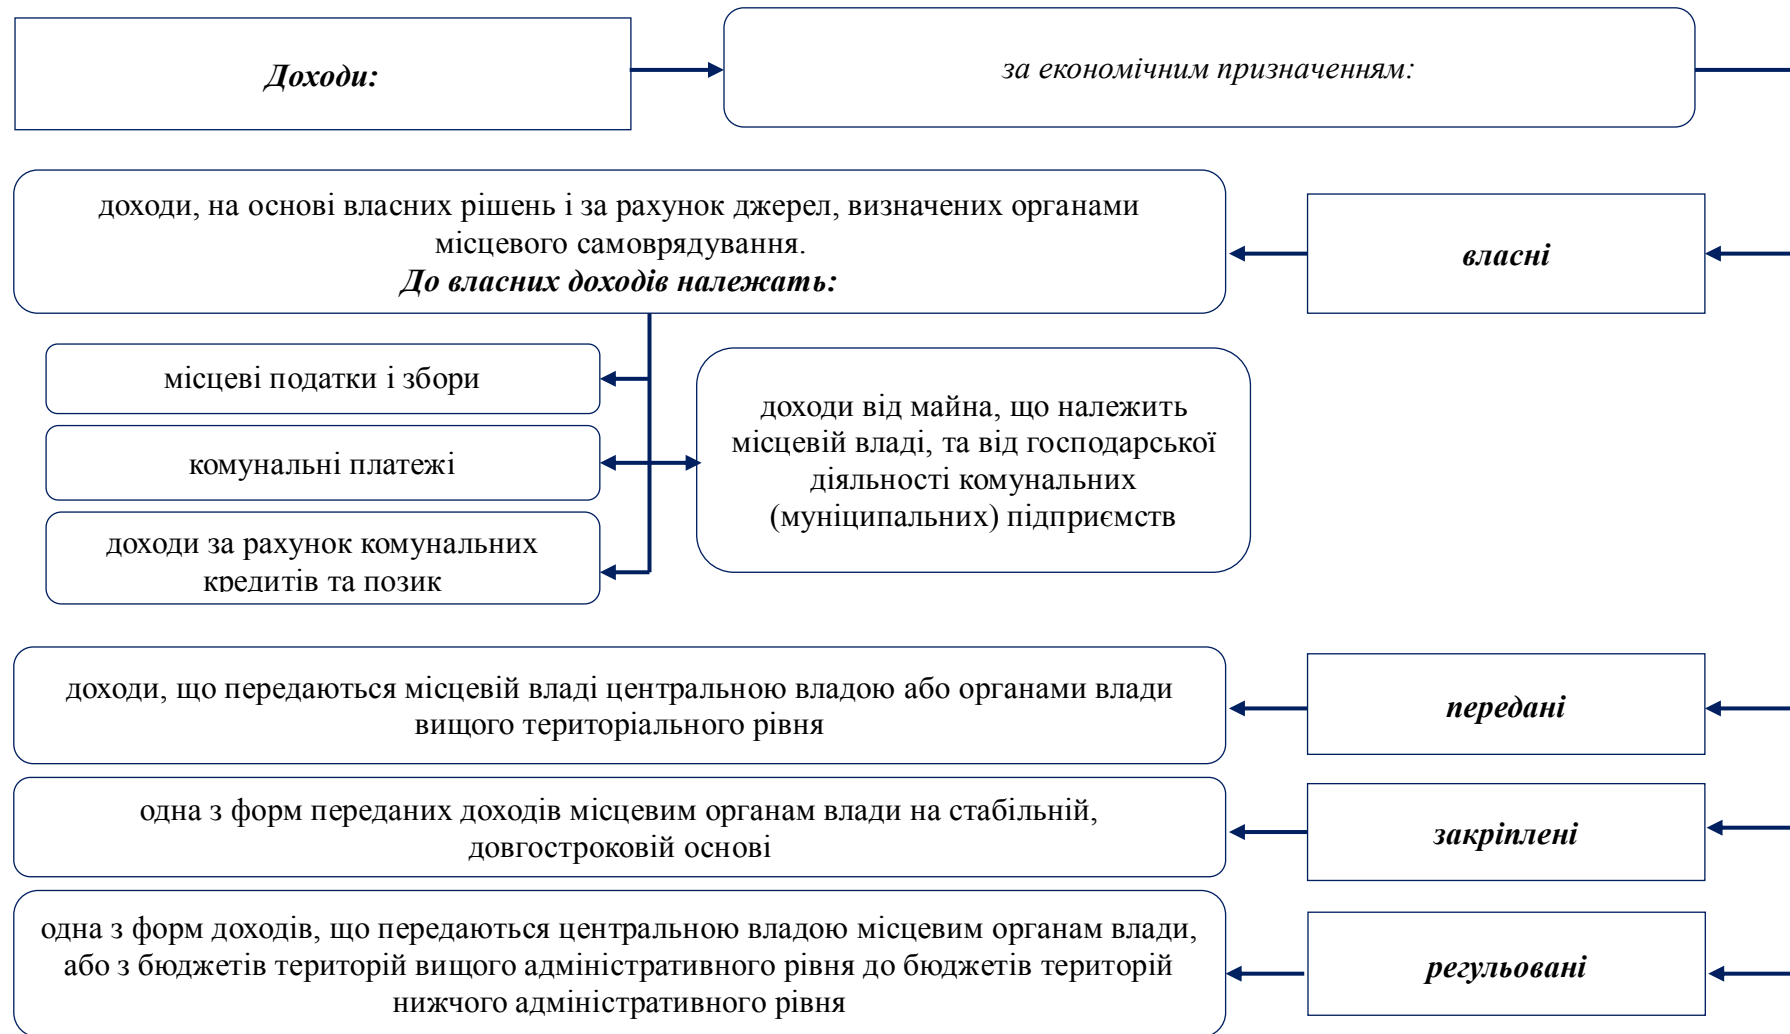 Доходи:
за економічним призначенням:
доходи, на основі власних рішень і за рахунок джерел, визначених органами
місцевого самоврядування.
До власних доходів належать:
власні
місцеві податки і збори
комунальні платежі
доходи за рахунок комунальних
кредитів та позик
доходи від майна, що належить
місцевій владі, та від господарської
діяльності комунальних
(муніципальних) підприємств
доходи, що передаються місцевій владі центральною владою або органами влади
вищого територіального рівня
передані
одна з форм переданих доходів місцевим органам влади на стабільній,
довгостроковій основі
закріплені
одна з форм доходів, що передаються центральною владою місцевим органам влади,
або з бюджетів територій вищого адміністративного рівня до бюджетів територій
нижчого адміністративного рівня
регульовані